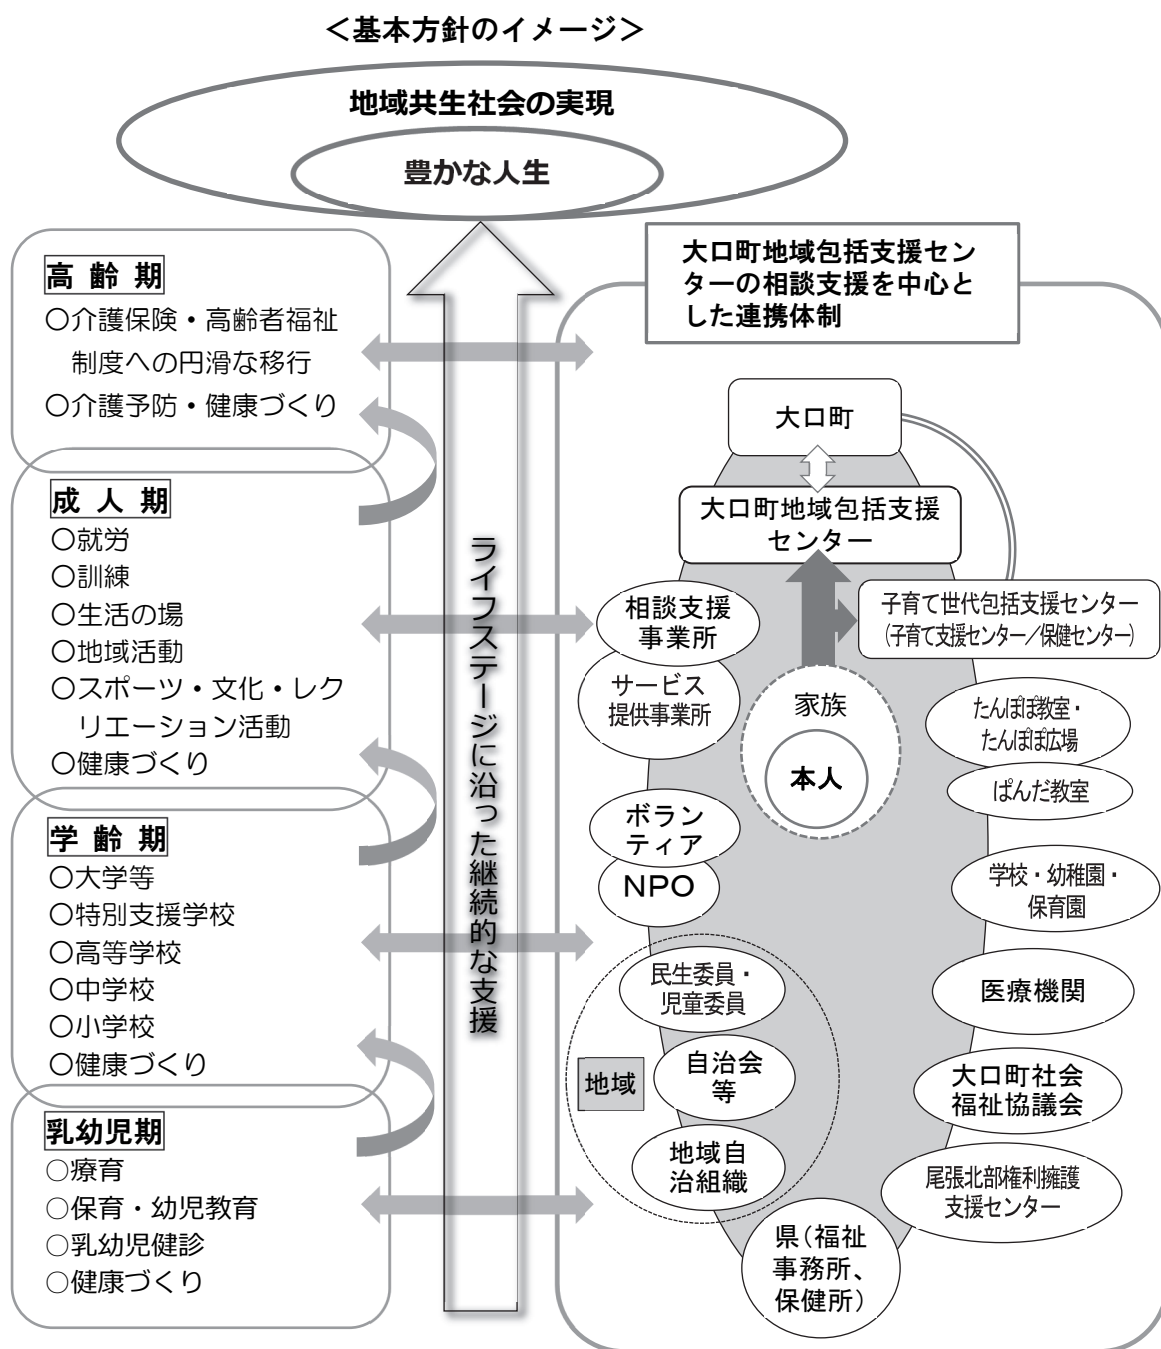 ＜基本方針のイメージ＞
地域共生社会の実現
豊かな人生
高齢期
○介護保険・高齢者福祉
制度への円滑な移行
○介護予防・健康づくり
成人期
○就労
○訓練
○生活の場
○地域活動
○スポーツ・文化・レク
リエーション活動
○健康づくり
学齢期
○大学等
○特別支援学校
○高等学校
○中学校
○小学校
○健康づくり
乳幼児期
○療育
○保育・幼児教育
○乳幼児健診
○健康づくり
ライフステージに沿った継続的な支援
大口町地域包括支援セン
ターの相談支援を中心と
した連携体制
大口町
大口町地域包括支援
センター
子育て世代包括支援センター
（子育て支援センター／保健センター）
相談支援
事業所
サービス
提供事業所
家族
本人
たんぽぽ教室・
たんぽぽ広場
ぱんだ教室
ボラン
ティア
NPO
学校・幼稚園・
保育園
民生委員・
児童委員
医療機関
地域
自治会
等
大口町社会
福祉協議会
地域自
治組織
尾張北部権利擁護
支援センター
県（福祉
事務所、
保健所）